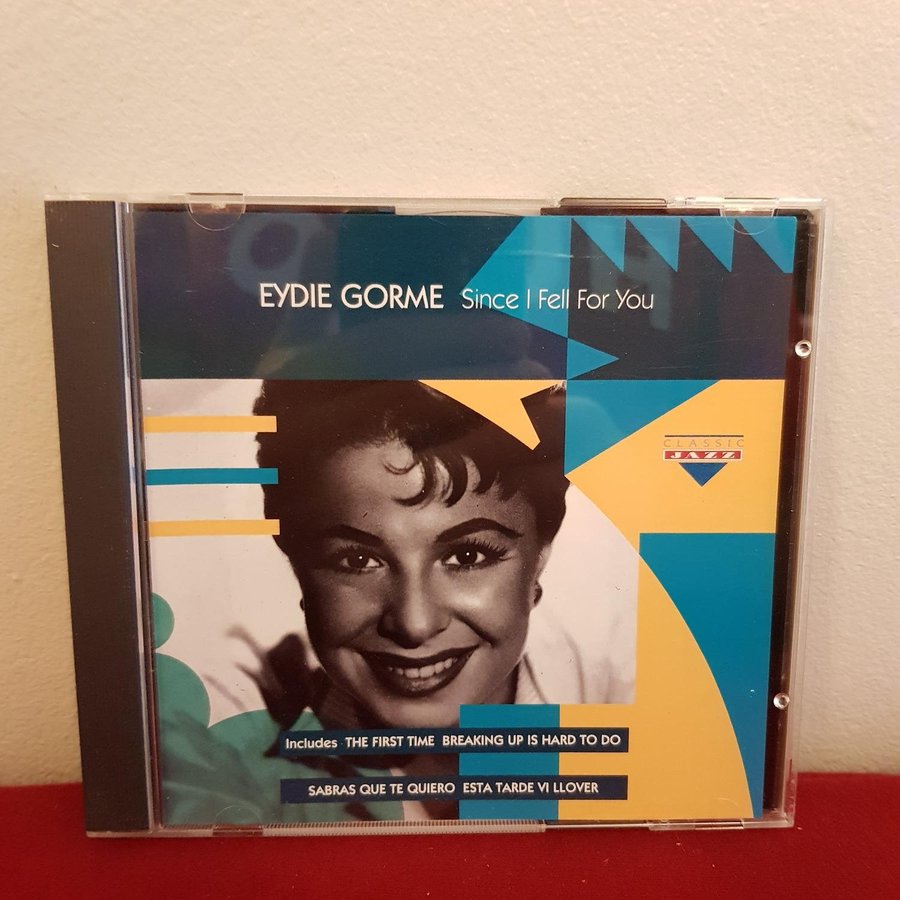 EYDIE GORME Since I Fell For You
CLASSIC
JAZZ
Includes THE FIRST TIME BREAKING UP IS HARD TO DO
SABRAS QUE TE QUIERO ESTA TARDE VI LLOVER